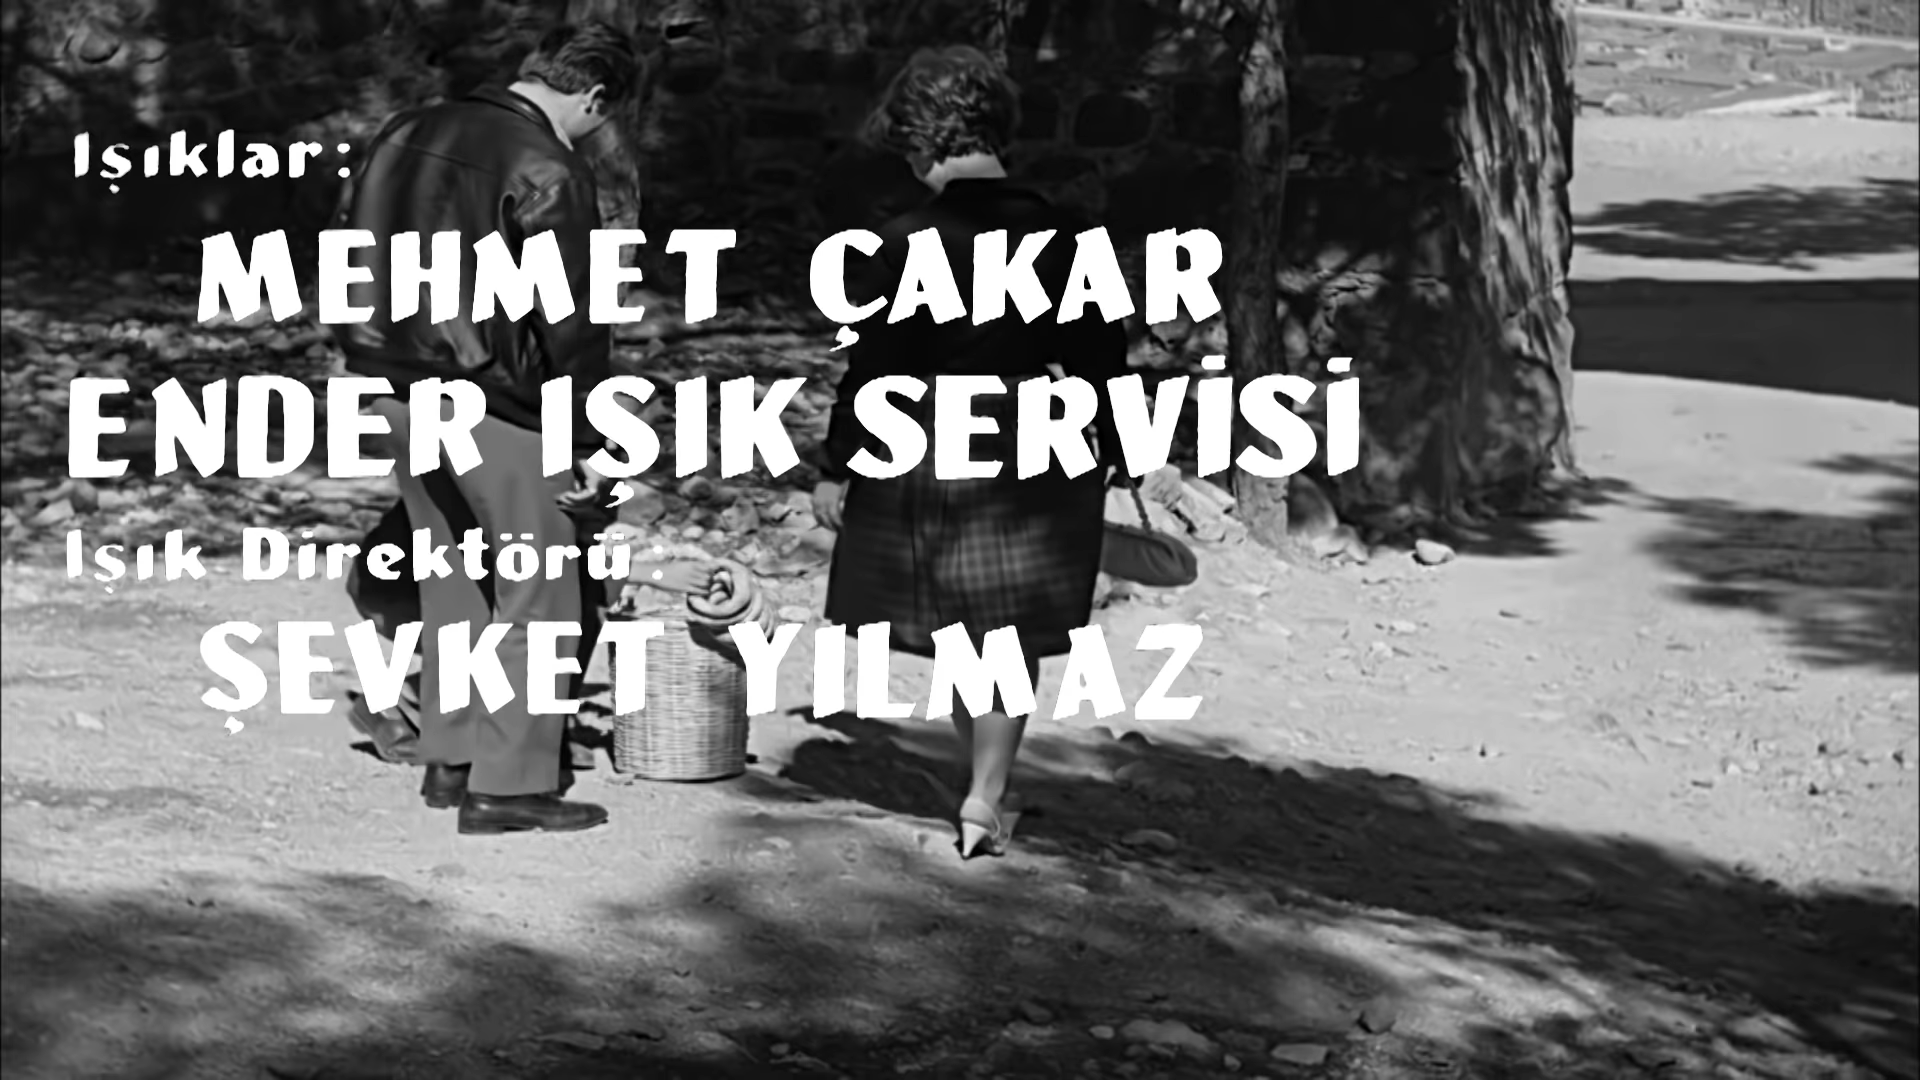 Işıklar:
MEHMET ÇAKAR
ENDER IŞIK SERVİSİ
Işık Direktörü:
ŞEVKET YILMAZ